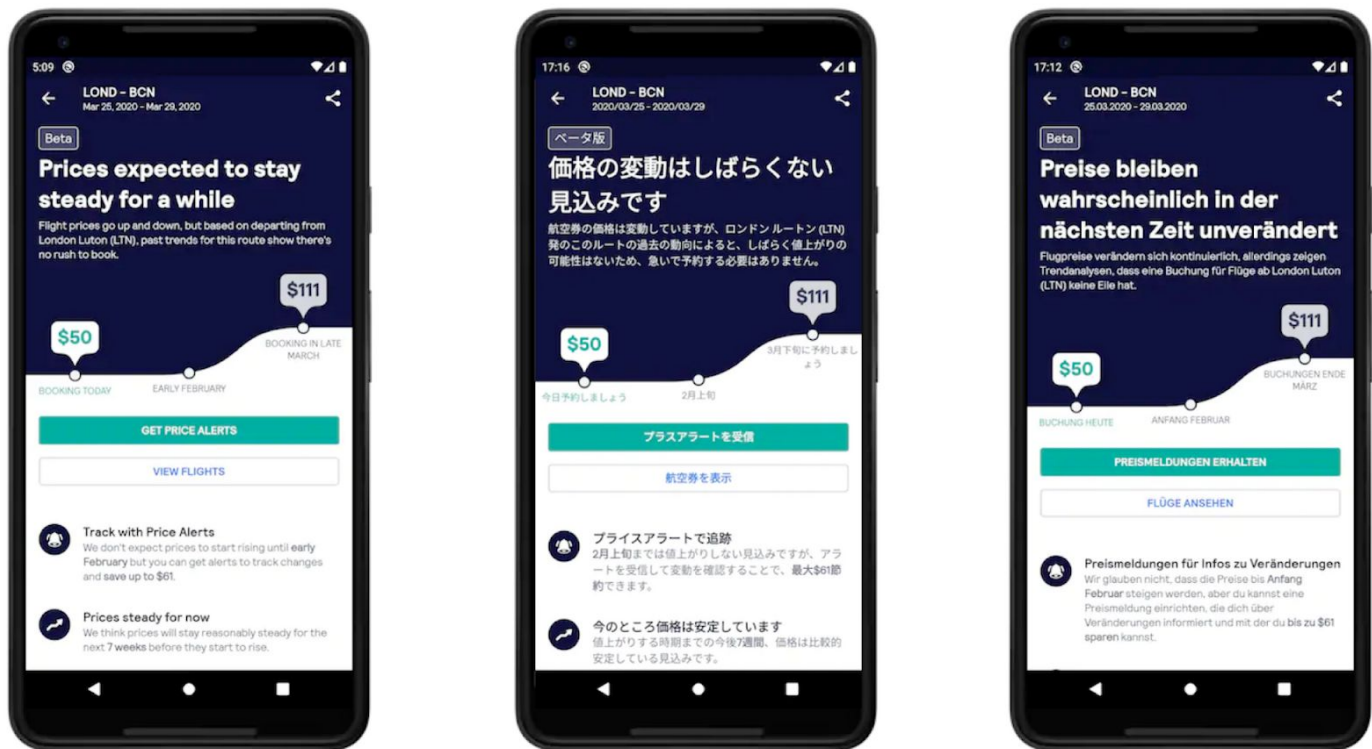 5:09
LOND – BCN
Mar 25, 2020 – Mar 29, 2020
Beta
Prices expected to stay
steady for a while
Flight prices go up and down, but based on departing from
London Luton (LTN), past trends for this route show there's
no rush to book.
$111
$50
BOOKING IN LATE
MARCH
BOOKING TODAY
EARLY FEBRUARY
GET PRICE ALERTS
VIEW FLIGHTS
Track with Price Alerts
We don't expect prices to start rising until early
February but you can get alerts to track changes
and save up to $61.
Prices steady for now
We think prices will stay reasonably steady for the
next 7 weeks before they start to rise.
17:16
LOND – BCN
2020/03/25 – 2020/03/29
ベータ版
価格の変動はしばらくない
見込みです
航空券の価格は変動していますが、ロンドン ルートン (LTN)
発のこのルートの過去の動向によると、しばらく値上がりの
可能性はないため、急いで予約する必要はありません。
$111
$50
3月下旬に予約しまし
ょう
今日予約しましょう
2月上旬
プラスアラートを受信
航空券を表示
プライスアラートで追跡
2月上旬までは値上がりしない見込みですが、アラ
ートを受信して変動を確認することで、最大$61節
約できます。
今のところ価格は安定しています
値上がりする時期までの今後7週間、価格は比較的
安定している見込みです。
17:12
LOND – BCN
25.03.2020 – 29.03.2020
Beta
Preise bleiben
wahrscheinlich in der
nächsten Zeit unverändert
Flugpreise verändern sich kontinuierlich, allerdings zeigen
Trendanalysen, dass eine Buchung für Flüge ab London Luton
(LTN) keine Eile hat.
$111
$50
BUCHUNGEN ENDE
MÄRZ
BUCHUNG HEUTE
ANFANG FEBRUAR
PREISMELDUNGEN ERHALTEN
FLÜGE ANSEHEN
Preismeldungen für Infos zu Veränderungen
Wir glauben nicht, dass die Preise bis Anfang
Februar steigen werden, aber du kannst eine
Preismeldung einrichten, die dich über
Veränderungen informiert und mit der du bis zu $61
sparen kannst.